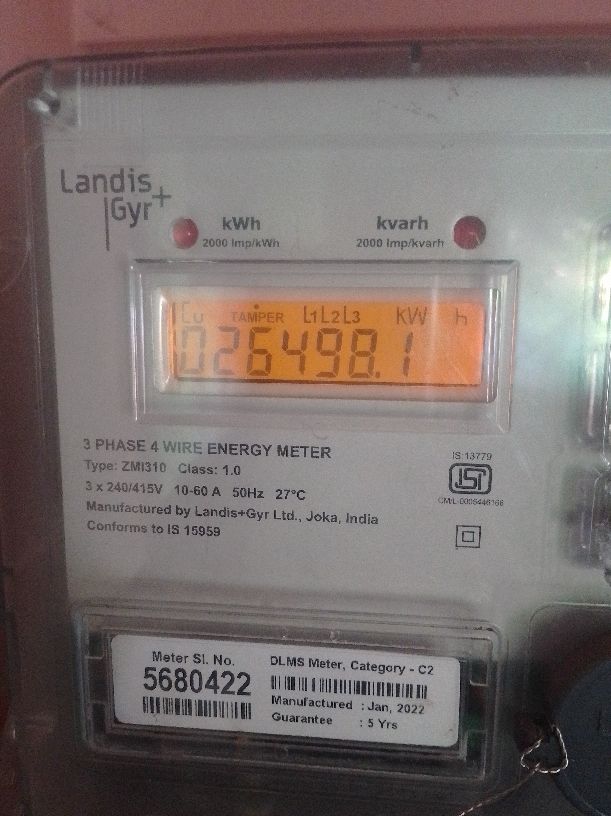 Landis
Gyr+
kWh
2000 Imp/kWh
kvarh
2000 Imp/kvarh
Cu TAMPER L1L2L3 KW h
026498.1
3 PHASE 4 WIRE ENERGY METER
Type: ZMI310 Class: 1.0
3 x 240/415V 10-60 A 50Hz 27°C
Manufactured by Landis+Gyr Ltd., Joka, India
Conforms to IS 15959
IS:13779
ISI
Meter Sl. No.
5680422
DLMS Meter, Category - C2
Manufactured : Jan, 2022
Guarantee : 5 Yrs